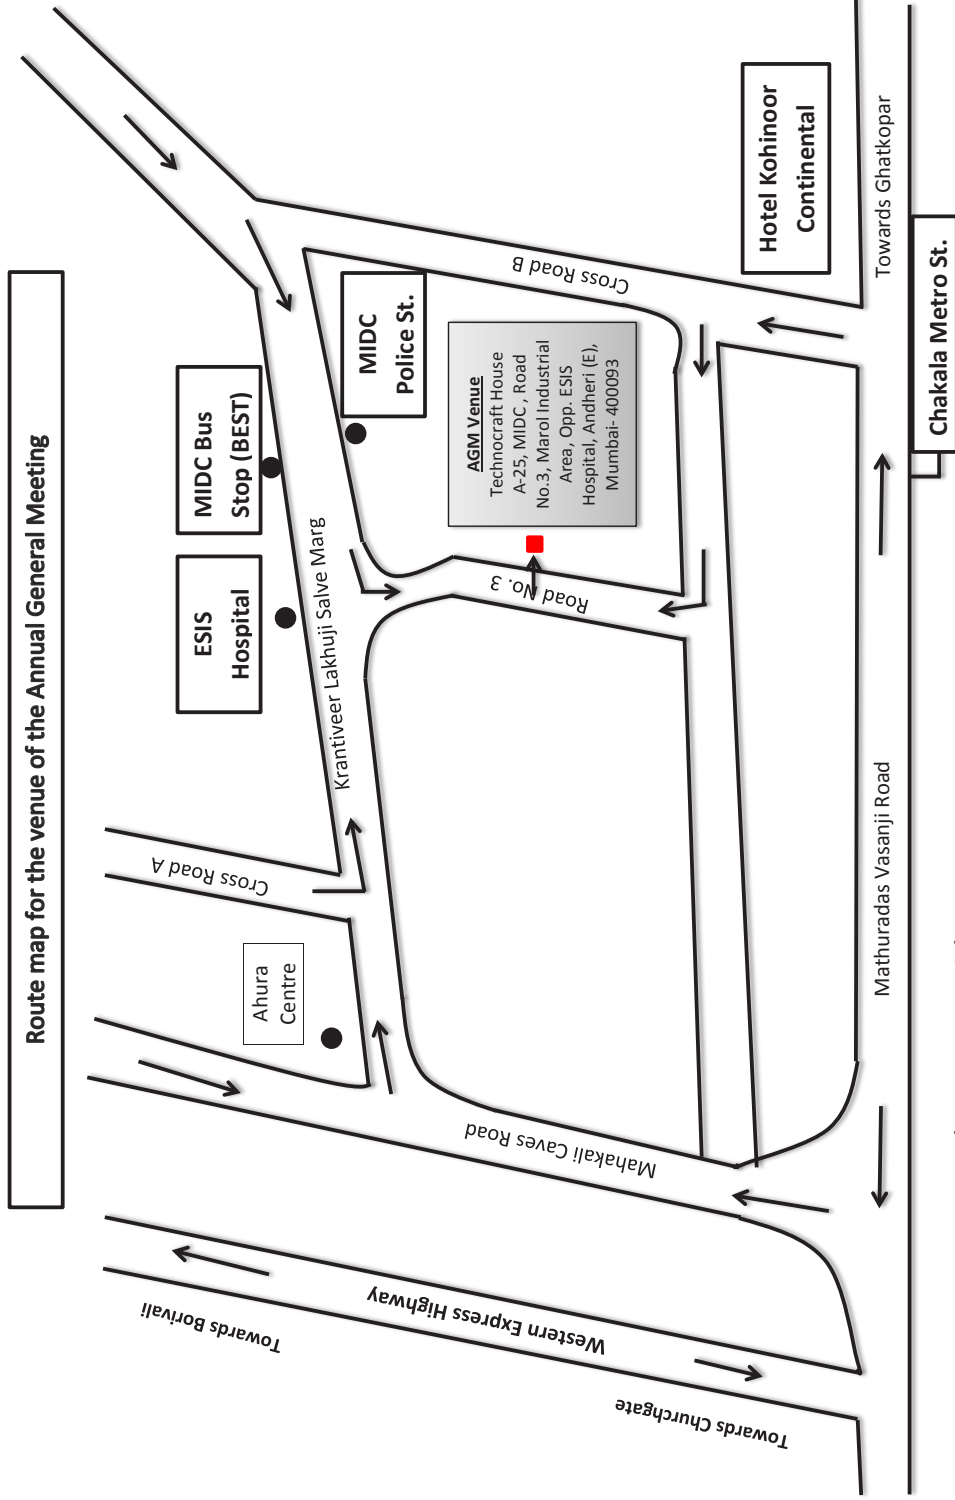 Route map for the venue of the Annual General Meeting
Towards Borivali
Western Express Highway
Towards Churchgate
Mahakali Caves Road
Ahura
Centre
Cross Road A
ESIS
Hospital
MIDC Bus
Stop (BEST)
Krantiveer Lakhuji Salve Marg
MIDC
Police St.
Road No. 3
AGM Venue
Technocraft House
A-25, MIDC , Road
No.3, Marol Industrial
Area, Opp. ESIS
Hospital, Andheri (E),
Mumbai- 400093
Cross Road B
Hotel Kohinoor
Continental
Mathuradas Vasanji Road
Towards Ghatkopar
Chakala Metro St.